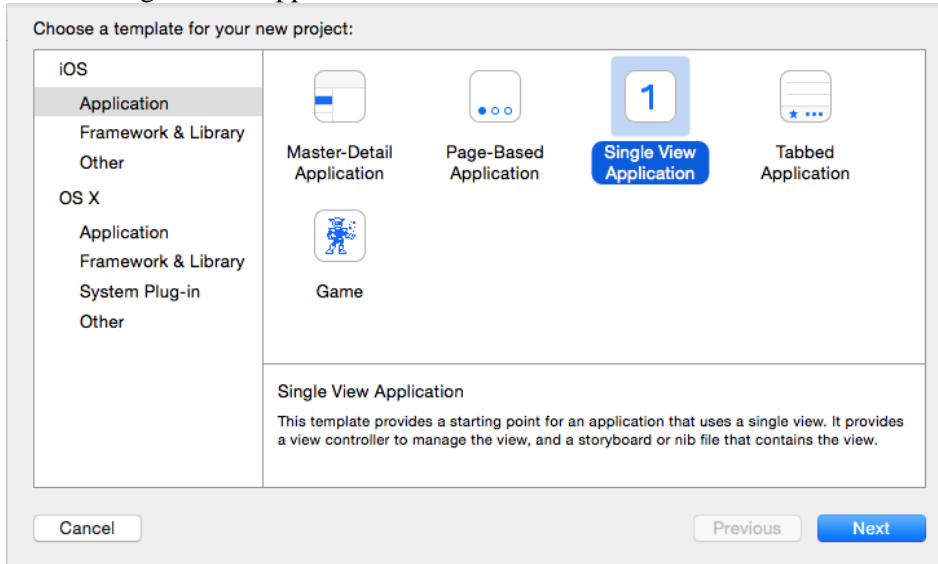 Choose a template for your new project:
iOS
Application
Framework & Library
Other
OS X
Application
Framework & Library
System Plug-in
Other
Master-Detail
Application
Page-Based
Application
1
Single View
Application
Tabbed
Application
Game
Single View Application
This template provides a starting point for an application that uses a single view. It provides
a view controller to manage the view, and a storyboard or nib file that contains the view.
Cancel
Previous
Next